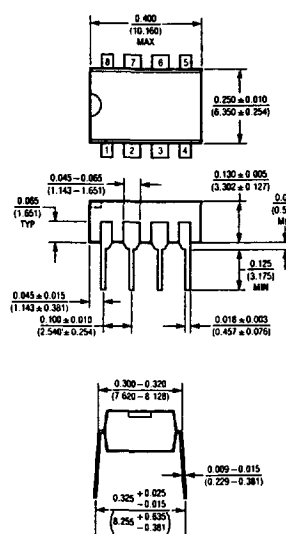 0.400
(10.160)
MAX
8 7 6 5
0.250 ± 0.010
(6.350 ± 0.254)
1 2 3 4
0.045 – 0.065
(1.143 – 1.651)
0.130 ± 0.005
(3.302 ± 0.127)
0.065
(1.651)
TYP
0.125
(3.175)
MIN
0.045 ± 0.015
(1.143 ± 0.381)
0.100 ± 0.010
(2.540 ± 0.254)
0.018 ± 0.003
(0.457 ± 0.076)
0.300 – 0.320
(7.620 – 8.128)
0.009 – 0.015
(0.229 – 0.381)
0.325 +0.025
–0.015
(8.255 +0.635
–0.381)